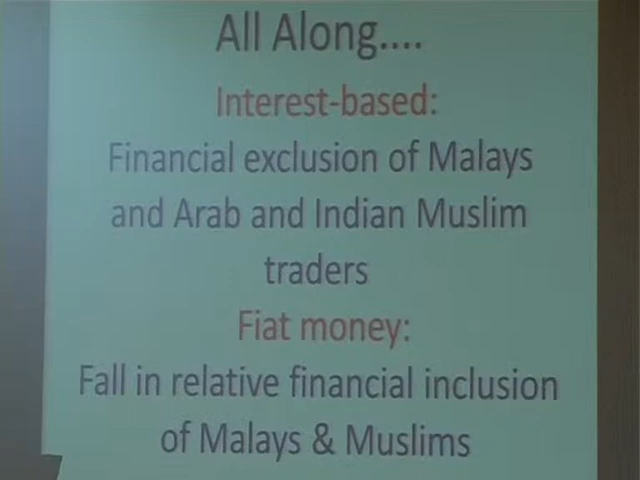 All Along....
Interest-based:
Financial exclusion of Malays
and Arab and Indian Muslim
traders
Fiat money:
Fall in relative financial inclusion
of Malays & Muslims